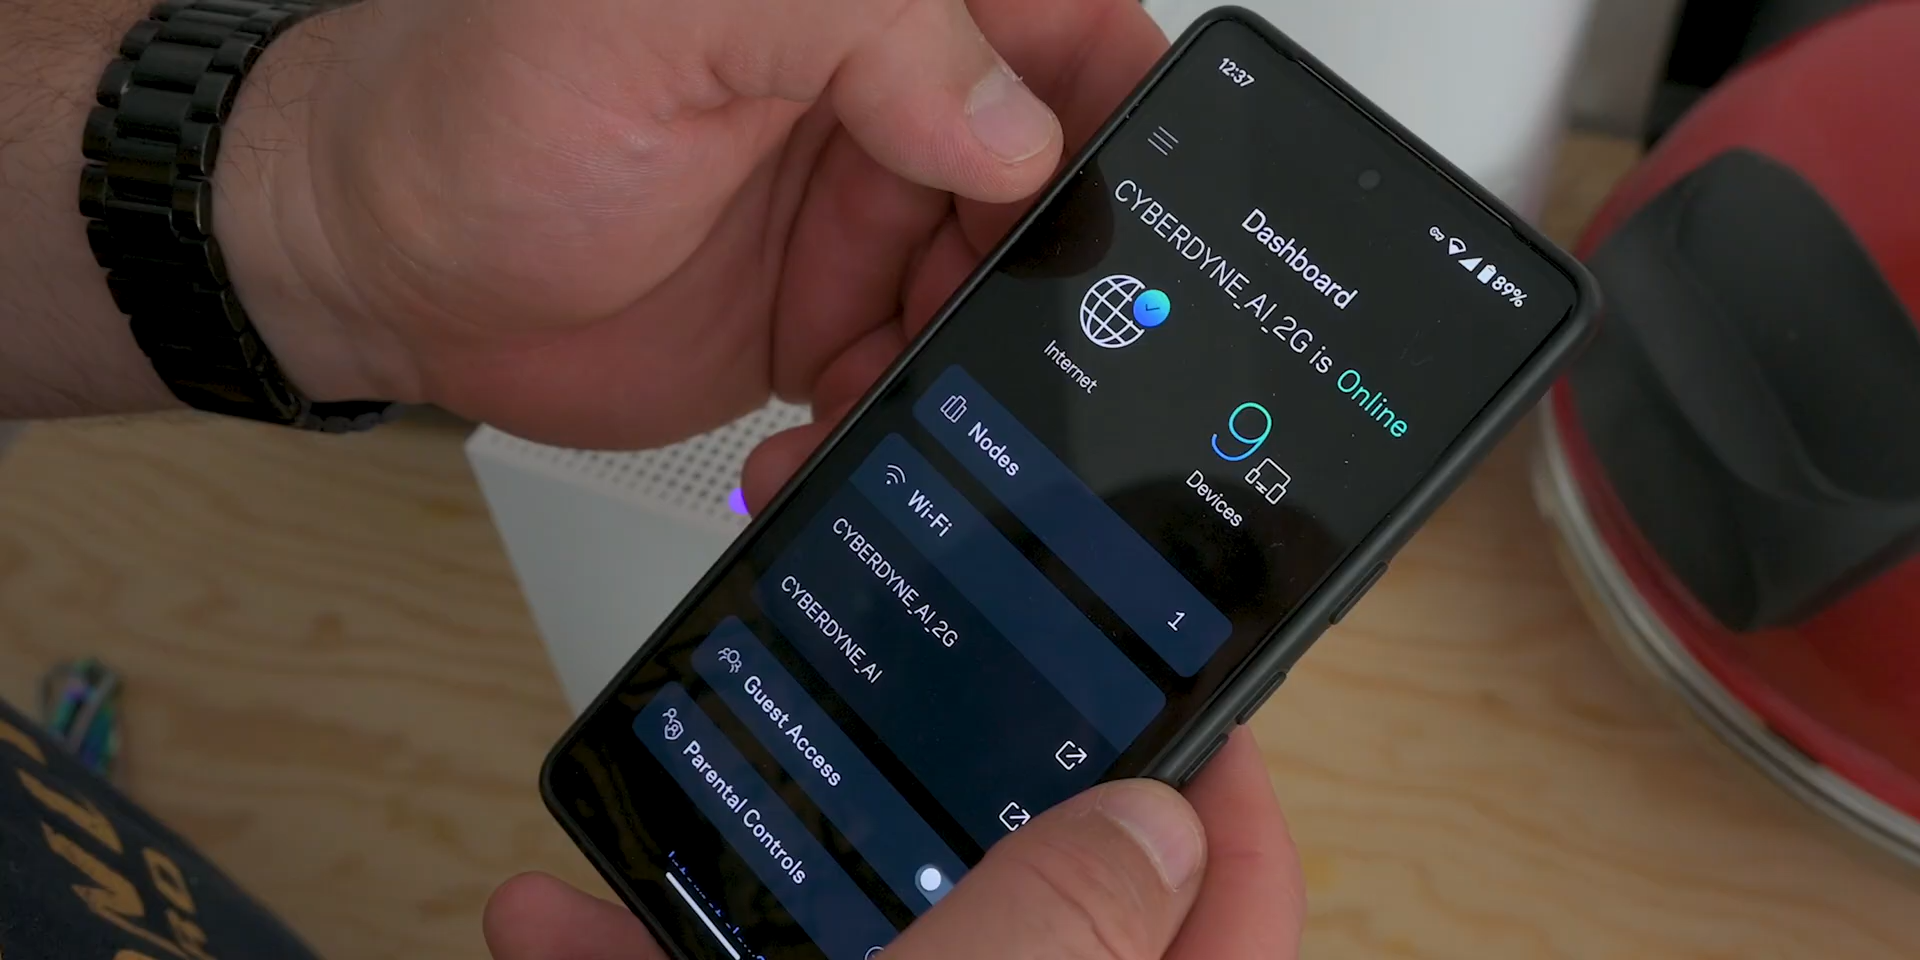 12:37
89%
Dashboard
CYBERDYNE_AI_2G is Online
Internet
9
Devices
Nodes
1
Wi-Fi
CYBERDYNE_AI_2G
CYBERDYNE_AI
Guest Access
Parental Controls